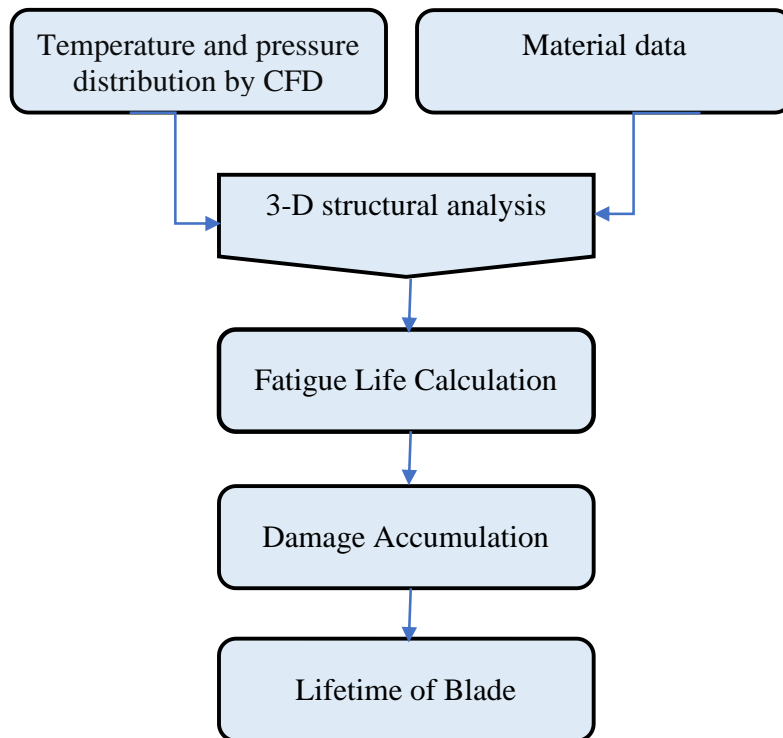 Temperature and pressure
distribution by CFD
Material data
3-D structural analysis
Fatigue Life Calculation
Damage Accumulation
Lifetime of Blade